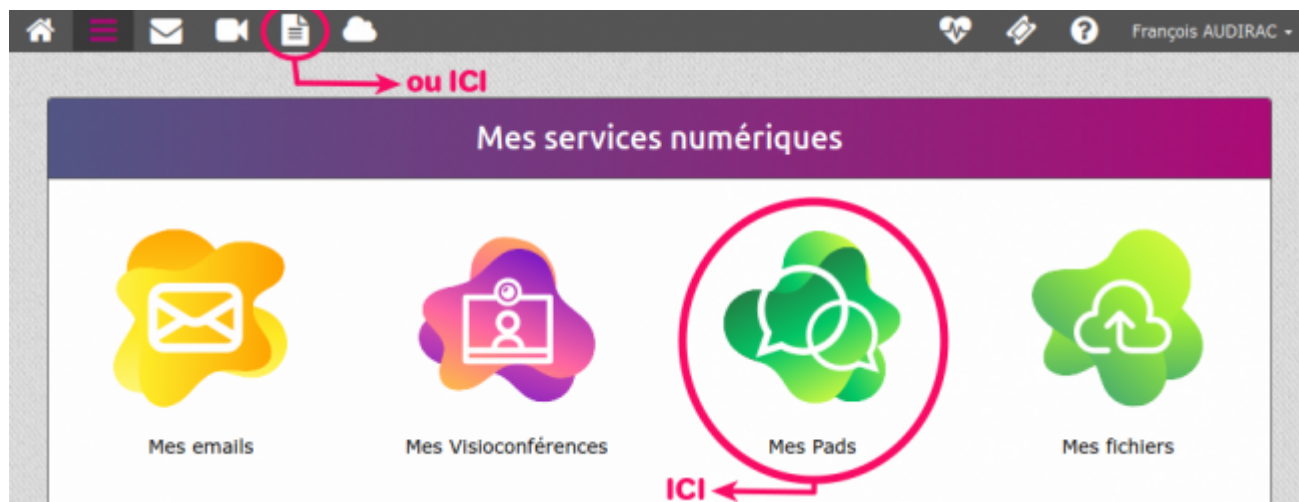 François AUDIRAC
ou ICI
Mes services numériques
Mes emails
Mes Visioconférences
Mes Pads
Mes fichiers
ICI